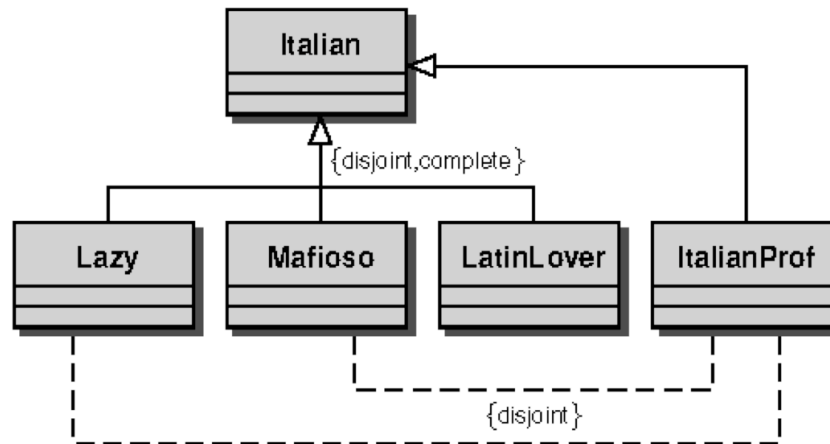 Italian
{disjoint,complete}
Lazy
Mafioso
LatinLover
ItalianProf
{disjoint}